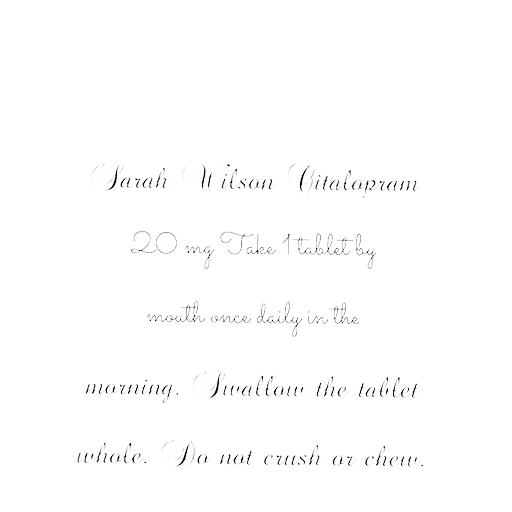 Sarah Wilson Citalopram
20 mg Take 1 tablet by
mouth once daily in the
morning. Swallow the tablet
whole. Do not crush or chew.